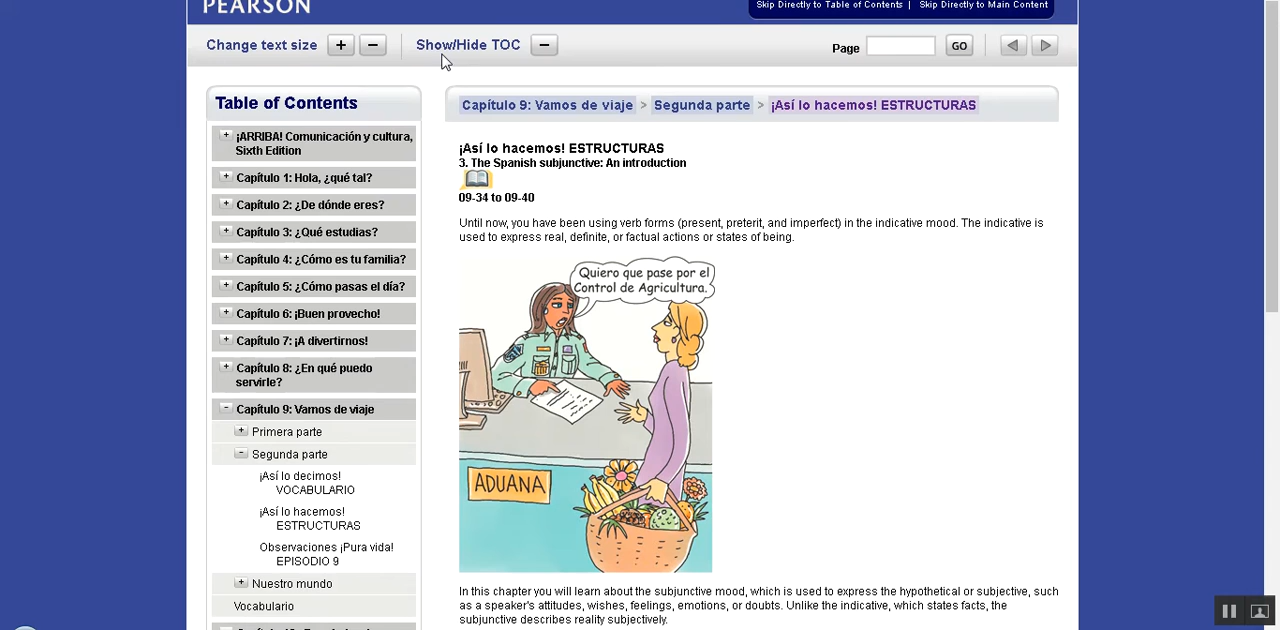 PEARSON
Skip Directly to Table of Contents | Skip Directly to Main Content
Change text size + − Show/Hide TOC −
Page GO
Table of Contents
¡ARRIBA! Comunicación y cultura,
Sixth Edition
Capítulo 1: Hola, ¿qué tal?
Capítulo 2: ¿De dónde eres?
Capítulo 3: ¿Qué estudias?
Capítulo 4: ¿Cómo es tu familia?
Capítulo 5: ¿Cómo pasas el día?
Capítulo 6: ¡Buen provecho!
Capítulo 7: ¡A divertirnos!
Capítulo 8: ¿En qué puedo
servirle?
Capítulo 9: Vamos de viaje
Primera parte
Segunda parte
¡Así lo decimos!
VOCABULARIO
¡Así lo hacemos!
ESTRUCTURAS
Observaciones ¡Pura vida!
EPISODIO 9
Nuestro mundo
Vocabulario
Capítulo 9: Vamos de viaje > Segunda parte > ¡Así lo hacemos! ESTRUCTURAS
¡Así lo hacemos! ESTRUCTURAS
3. The Spanish subjunctive: An introduction
09-34 to 09-40
Until now, you have been using verb forms (present, preterit, and imperfect) in the indicative mood. The indicative is
used to express real, definite, or factual actions or states of being.
Quiero que pase por el
Control de Agricultura.
ADUANA
In this chapter you will learn about the subjunctive mood, which is used to express the hypothetical or subjective, such
as a speaker's attitudes, wishes, feelings, emotions, or doubts. Unlike the indicative, which states facts, the
subjunctive describes reality subjectively.